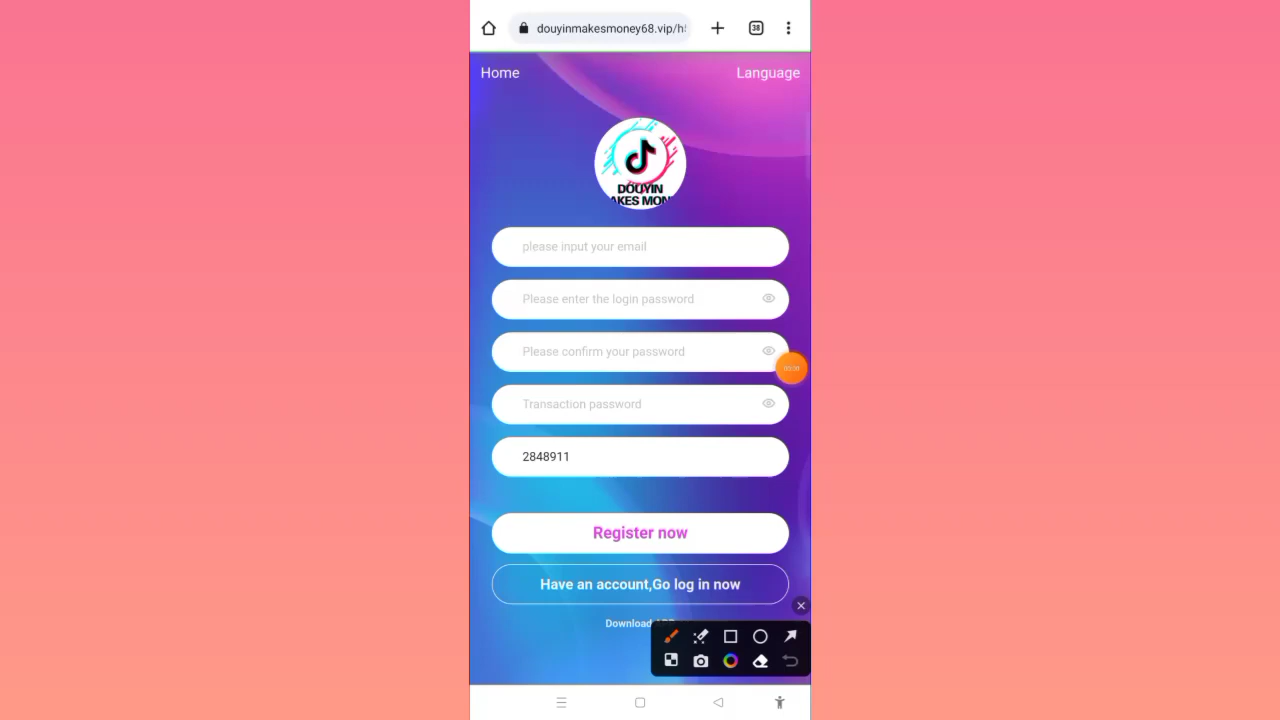 douyinmakesmoney68.vip/h
38
Home
Language
DOUYIN
AKES MON
please input your email
Please enter the login password
Please confirm your password
Transaction password
2848911
Register now
Have an account,Go log in now
Download